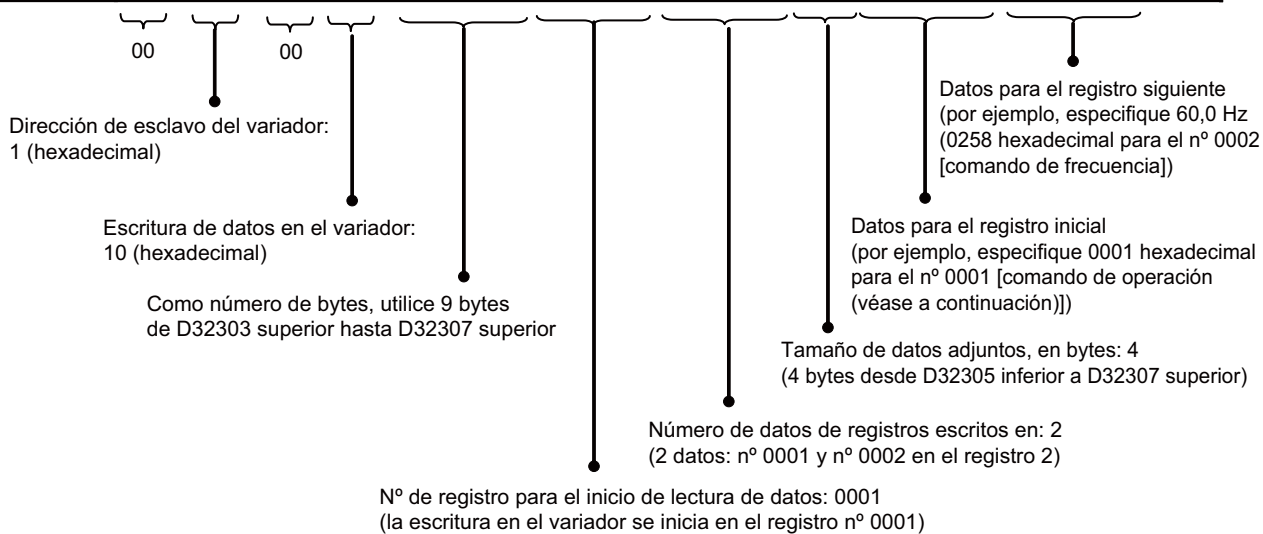 00
00
Dirección de esclavo del variador:
1 (hexadecimal)
Escritura de datos en el variador:
10 (hexadecimal)
Como número de bytes, utilice 9 bytes
de D32303 superior hasta D32307 superior
Datos para el registro siguiente
(por ejemplo, especifique 60,0 Hz
(0258 hexadecimal para el nº 0002
[comando de frecuencia])
Datos para el registro inicial
(por ejemplo, especifique 0001 hexadecimal
para el nº 0001 [comando de operación
(véase a continuación)])
Tamaño de datos adjuntos, en bytes: 4
(4 bytes desde D32305 inferior a D32307 superior)
Número de datos de registros escritos en: 2
(2 datos: nº 0001 y nº 0002 en el registro 2)
Nº de registro para el inicio de lectura de datos: 0001
(la escritura en el variador se inicia en el registro nº 0001)